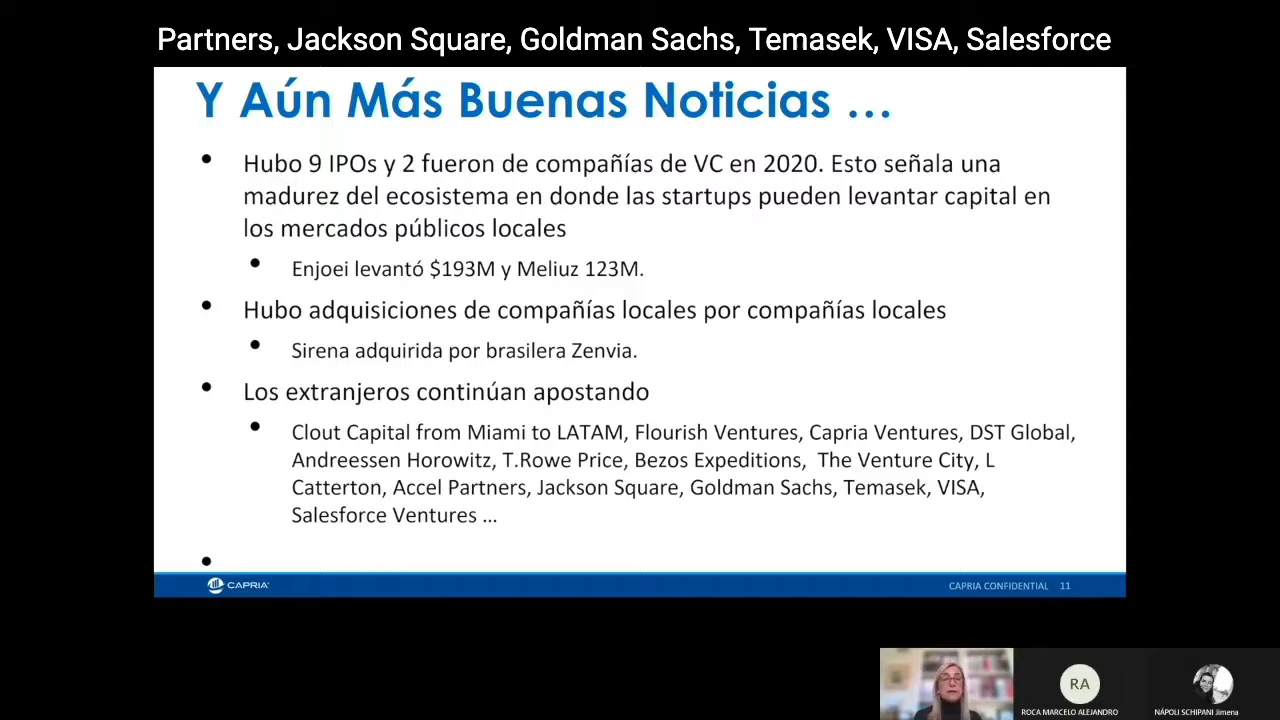 Partners, Jackson Square, Goldman Sachs, Temasek, VISA, Salesforce
Y Aún Más Buenas Noticias ...
• Hubo 9 IPOs y 2 fueron de compañías de VC en 2020. Esto señala una
madurez del ecosistema en donde las startups pueden levantar capital en
los mercados públicos locales
• Enjoei levantó $193M y Meliuz 123M.
• Hubo adquisiciones de compañías locales por compañías locales
• Sirena adquirida por brasilera Zenvia.
• Los extranjeros continúan apostando
• Clout Capital from Miami to LATAM, Flourish Ventures, Capria Ventures, DST Global,
Andreessen Horowitz, T.Rowe Price, Bezos Expeditions,  The Venture City, L
Catterton, Accel Partners, Jackson Square, Goldman Sachs, Temasek, VISA,
Salesforce Ventures ...
•
CAPRIA
CAPRIA CONFIDENTIAL 11
RA
ROCA MARCELO ALEJANDRO
NÁPOLI SCHIPANI Jimena